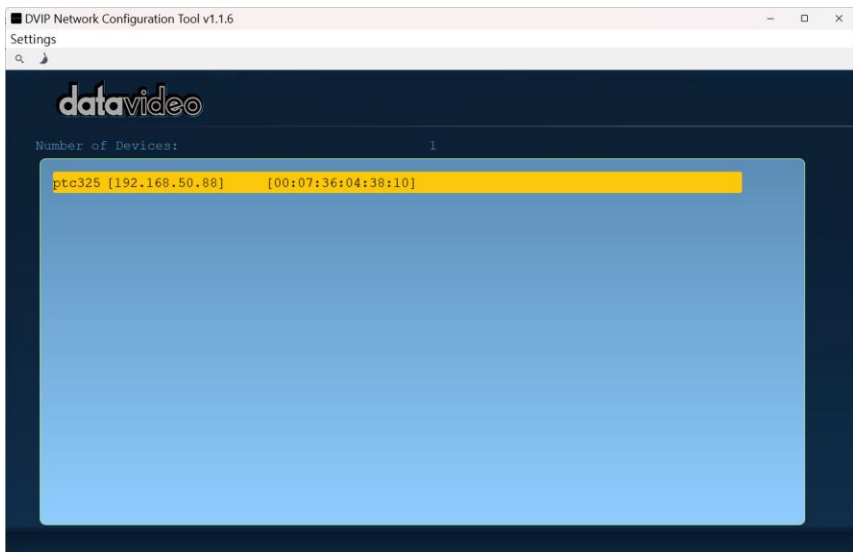 DVIP Network Configuration Tool v1.1.6
Settings
datavideo
Number of Devices: 1
ptc325 [192.168.50.88] [00:07:36:04:38:10]